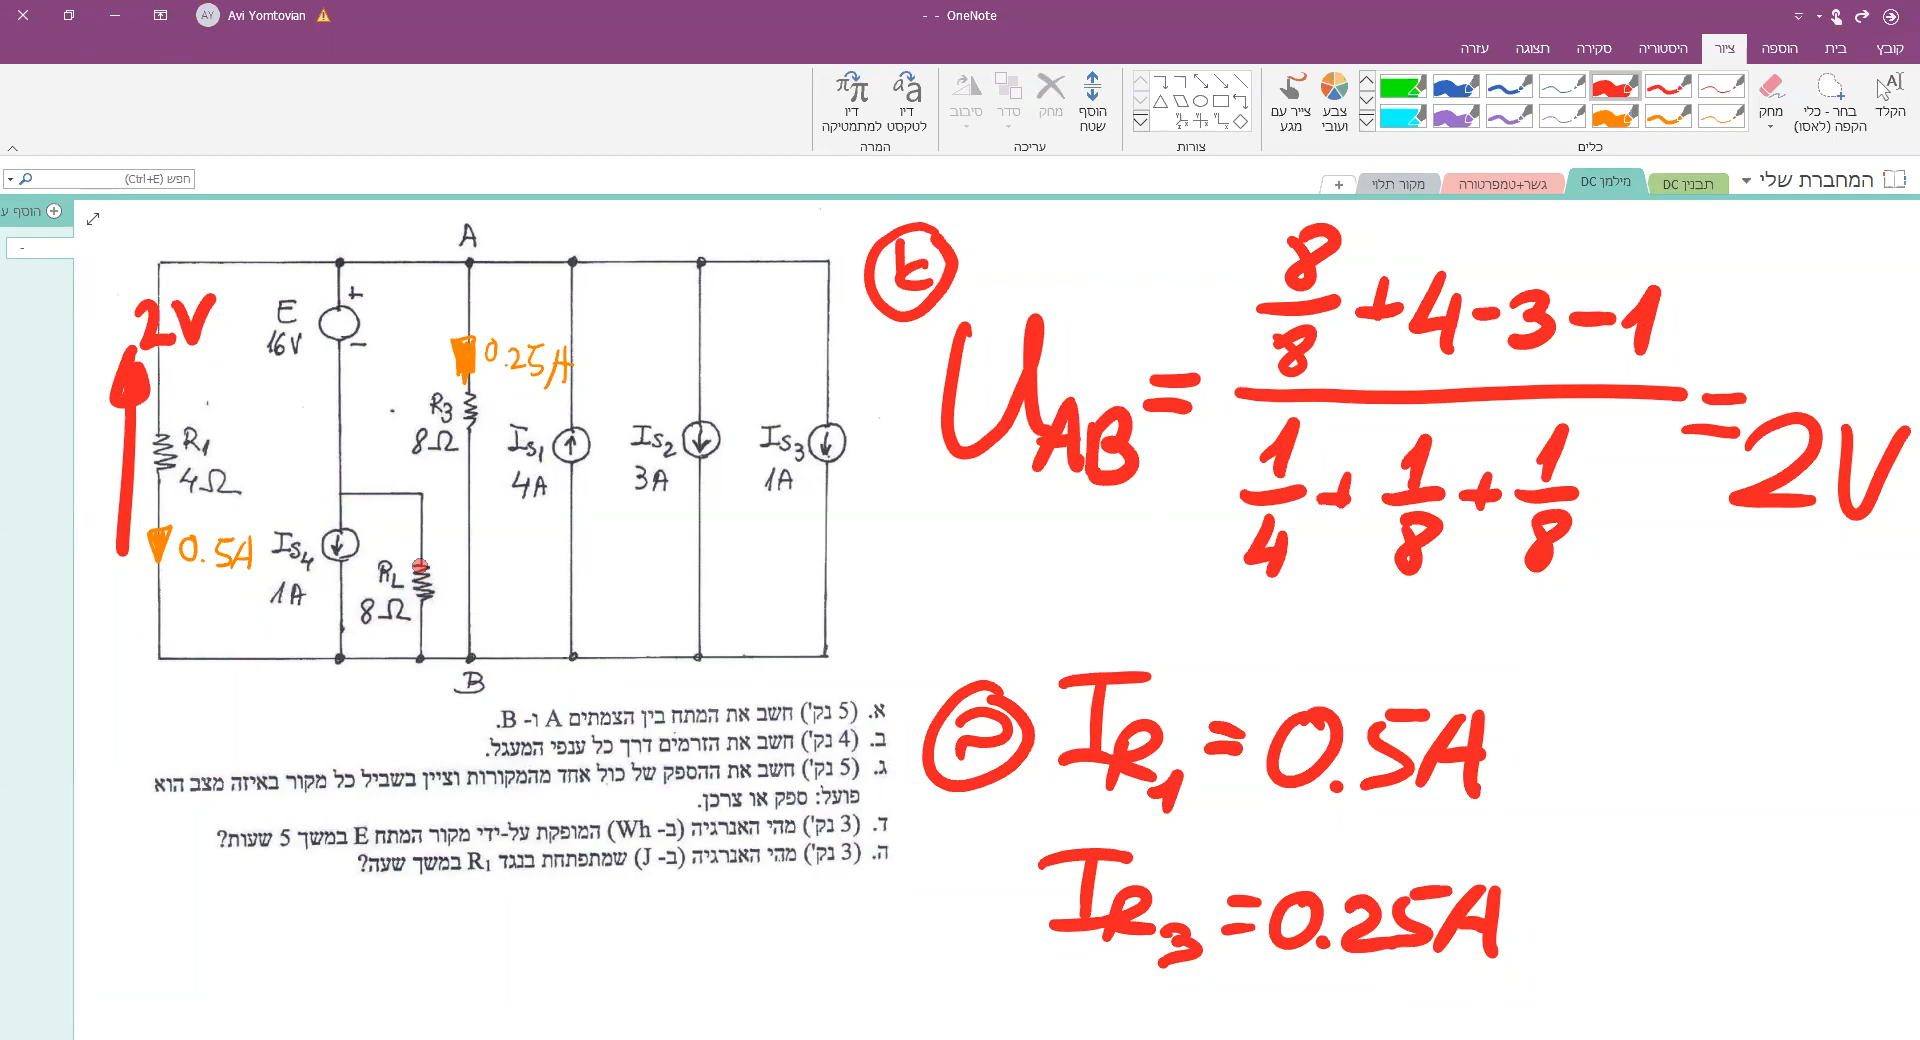 Avi Yomtovian
- - OneNote
קובץ בית הוספה ציור היסטוריה סקירה תצוגה עזרה
הקלד
בחר - כלי הקפה (לאסו)
מחק
כלים
צבע ועובי
צייר עם מגע
צורות
הוסף שטח
מחק
סדר
סיבוב
עריכה
דיו לטקסט
דיו למתמטיקה
המרה
המחברת שלי
תבנין DC
מילמן DC
גשר+טמפרטורה
מקור תלוי
+
חפש (Ctrl+E)
הוסף ע
-
A
E
16V
+
-
2V
0.25A
R3
8Ω
R1
4Ω
0.5A
Is1
4A
Is2
3A
Is3
1A
Is4
1A
RL
8Ω
B
א. (5 נק') חשב את המתח בין הצמתים A ו- B.
ב. (4 נק') חשב את הזרמים דרך כל ענפי המעגל.
ג. (5 נק') חשב את ההספק של כול אחד מהמקורות וציין בשביל כל מקור באיזה מצב הוא
פועל: ספק או צרכן.
ד. (3 נק') מהי האנרגיה (ב- Wh) המופקת על-ידי מקור המתח E במשך 5 שעות?
ה. (3 נק') מהי האנרגיה (ב- J) שמתפתחת בנגד R1 במשך שעה?
UAB = (8/8 + 4 - 3 - 1) / (1/4 + 1/8 + 1/8) = 2V
IR1 = 0.5A
IR3 = 0.25A